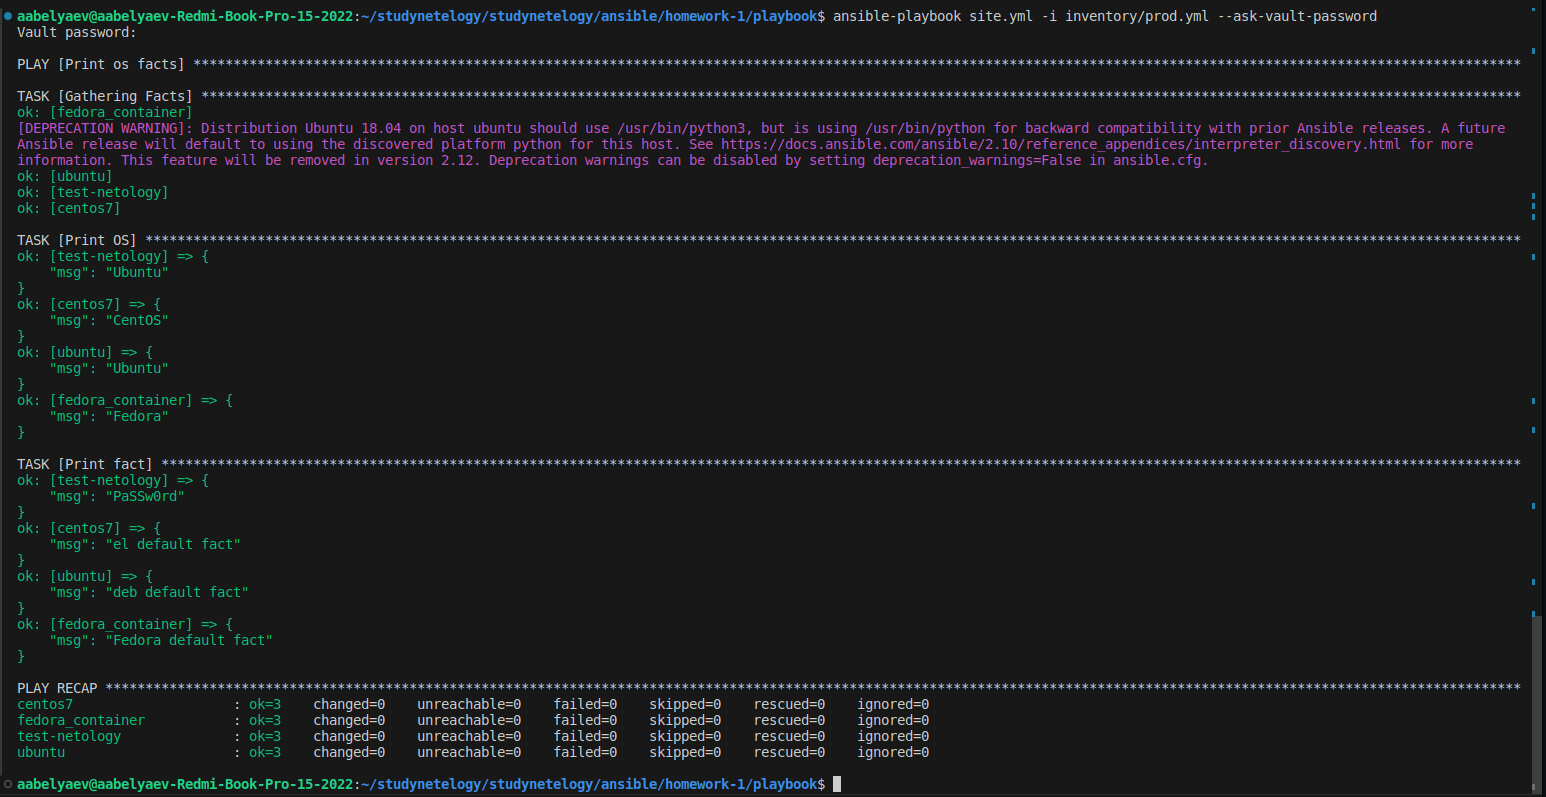 aabelyaev@aabelyaev-Redmi-Book-Pro-15-2022:~/studynetelogy/studynetelogy/ansible/homework-1/playbook$ ansible-playbook site.yml -i inventory/prod.yml --ask-vault-password
Vault password:
PLAY [Print os facts] *********************************************************************************************************************************************************************
TASK [Gathering Facts] ********************************************************************************************************************************************************************
ok: [fedora_container]
[DEPRECATION WARNING]: Distribution Ubuntu 18.04 on host ubuntu should use /usr/bin/python3, but is using /usr/bin/python for backward compatibility with prior Ansible releases. A future
Ansible release will default to using the discovered platform python for this host. See https://docs.ansible.com/ansible/2.10/reference_appendices/interpreter_discovery.html for more
information. This feature will be removed in version 2.12. Deprecation warnings can be disabled by setting deprecation_warnings=False in ansible.cfg.
ok: [ubuntu]
ok: [test-netology]
ok: [centos7]
TASK [Print OS] ***************************************************************************************************************************************************************************
ok: [test-netology] => {
    "msg": "Ubuntu"
}
ok: [centos7] => {
    "msg": "CentOS"
}
ok: [ubuntu] => {
    "msg": "Ubuntu"
}
ok: [fedora_container] => {
    "msg": "Fedora"
}
TASK [Print fact] *************************************************************************************************************************************************************************
ok: [test-netology] => {
    "msg": "PaSSw0rd"
}
ok: [centos7] => {
    "msg": "el default fact"
}
ok: [ubuntu] => {
    "msg": "deb default fact"
}
ok: [fedora_container] => {
    "msg": "Fedora default fact"
}
PLAY RECAP ********************************************************************************************************************************************************************************
centos7                    : ok=3    changed=0    unreachable=0    failed=0    skipped=0    rescued=0    ignored=0
fedora_container           : ok=3    changed=0    unreachable=0    failed=0    skipped=0    rescued=0    ignored=0
test-netology              : ok=3    changed=0    unreachable=0    failed=0    skipped=0    rescued=0    ignored=0
ubuntu                     : ok=3    changed=0    unreachable=0    failed=0    skipped=0    rescued=0    ignored=0
aabelyaev@aabelyaev-Redmi-Book-Pro-15-2022:~/studynetelogy/studynetelogy/ansible/homework-1/playbook$